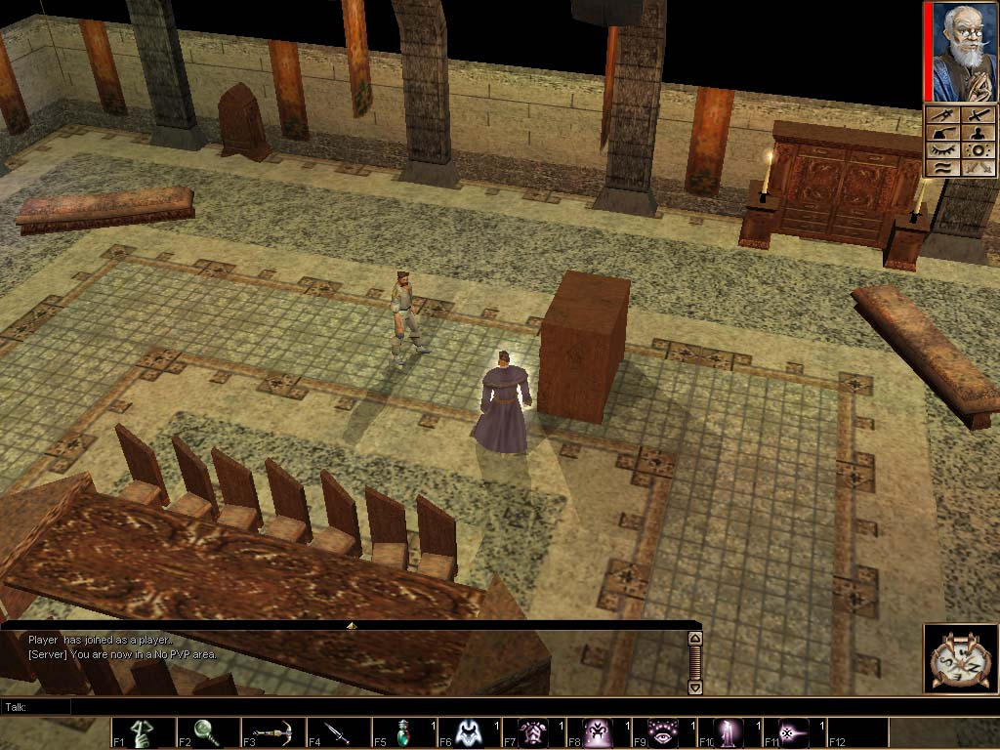 Player has joined as a player..
[Server] You are now in a No PVP area.
Talk:
1 1 1 1 1 1 1
F1 F2 F3 F4 F5 F6 F7 F8 F9 F10 F11 F12